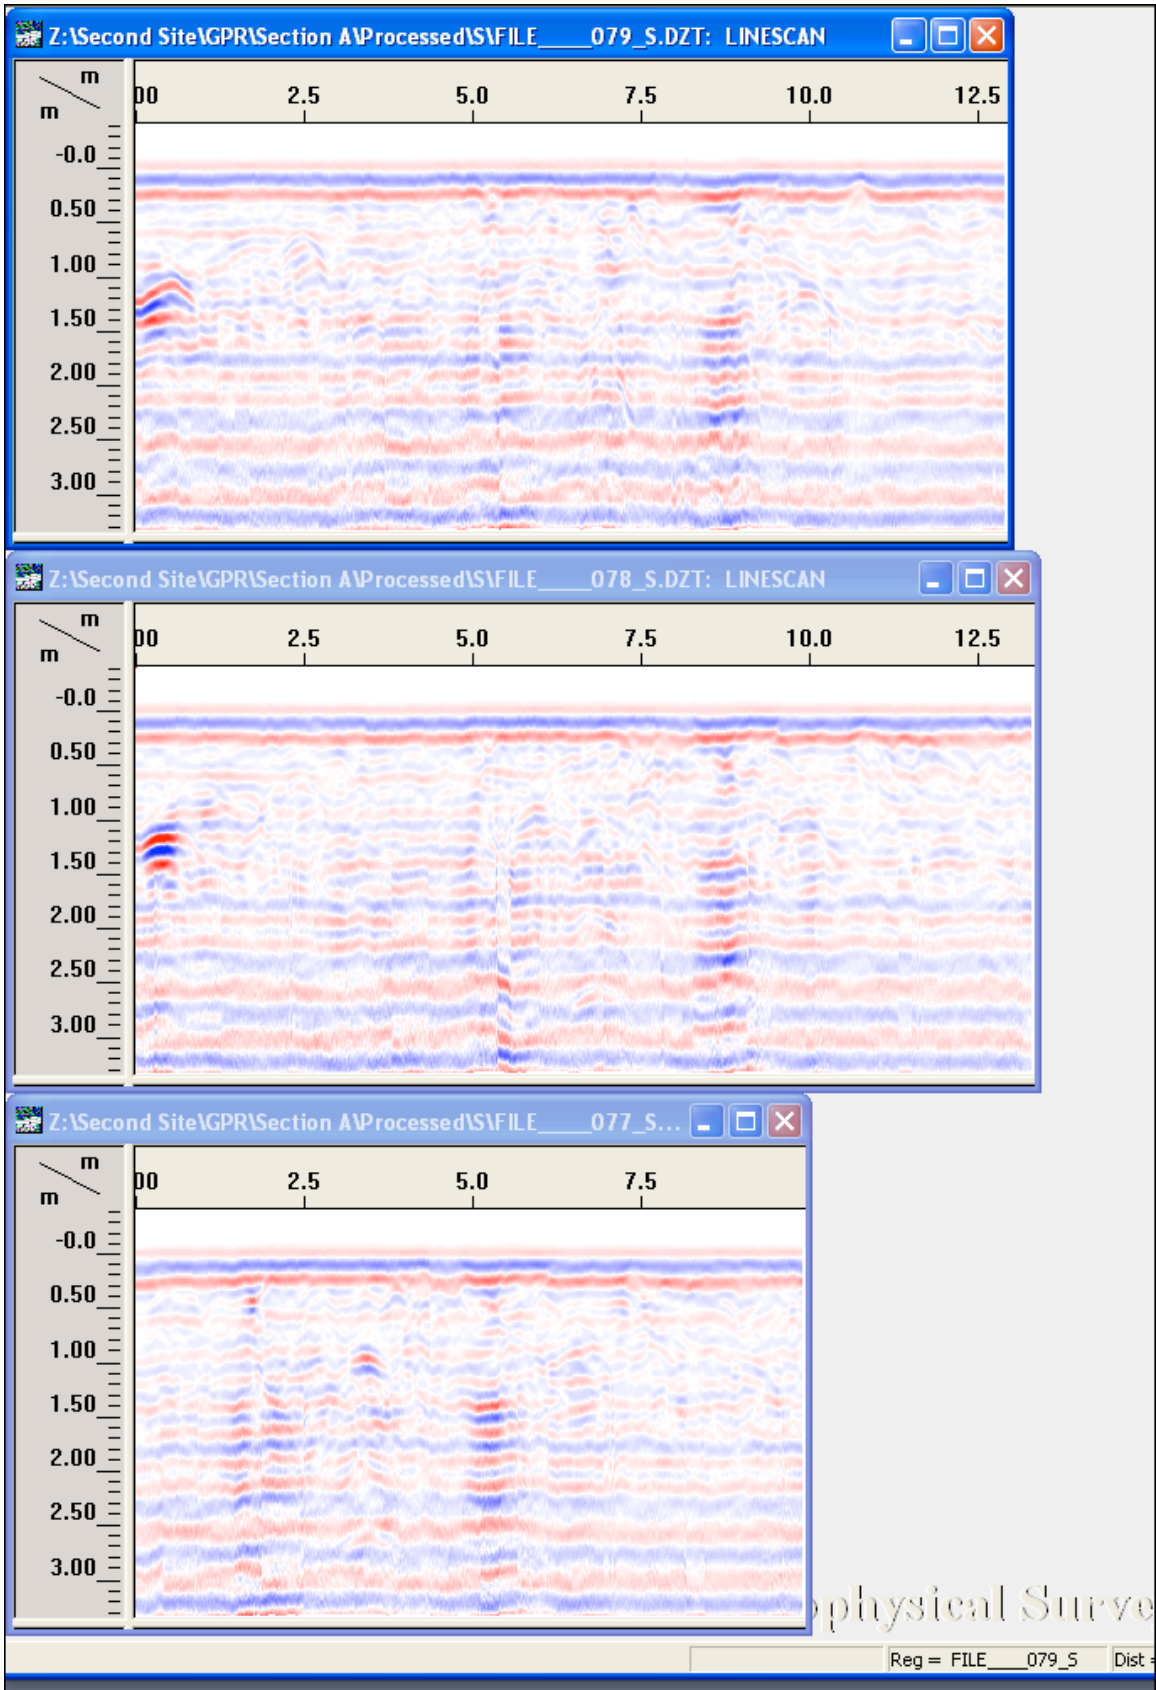 Z:\Second Site\GPR\Section A\Processed\S\FILE____079_S.DZT: LINESCAN
m
m
00 2.5 5.0 7.5 10.0 12.5
-0.0
0.50
1.00
1.50
2.00
2.50
3.00
Z:\Second Site\GPR\Section A\Processed\S\FILE____078_S.DZT: LINESCAN
m
m
00 2.5 5.0 7.5 10.0 12.5
-0.0
0.50
1.00
1.50
2.00
2.50
3.00
Z:\Second Site\GPR\Section A\Processed\S\FILE____077_S...
m
m
00 2.5 5.0 7.5
-0.0
0.50
1.00
1.50
2.00
2.50
3.00
ophysical Surve
Reg = FILE____079_S Dist =